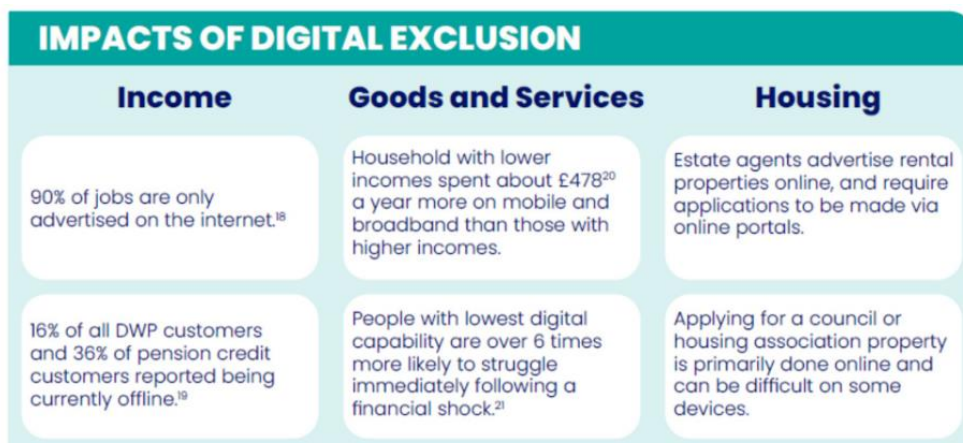 IMPACTS OF DIGITAL EXCLUSION
Income
90% of jobs are only
advertised on the internet.¹⁸
16% of all DWP customers
and 36% of pension credit
customers reported being
currently offline.¹⁹
Goods and Services
Household with lower
incomes spent about £478²⁰
a year more on mobile and
broadband than those with
higher incomes.
People with lowest digital
capability are over 6 times
more likely to struggle
immediately following a
financial shock.²¹
Housing
Estate agents advertise rental
properties online, and require
applications to be made via
online portals.
Applying for a council or
housing association property
is primarily done online and
can be difficult on some
devices.